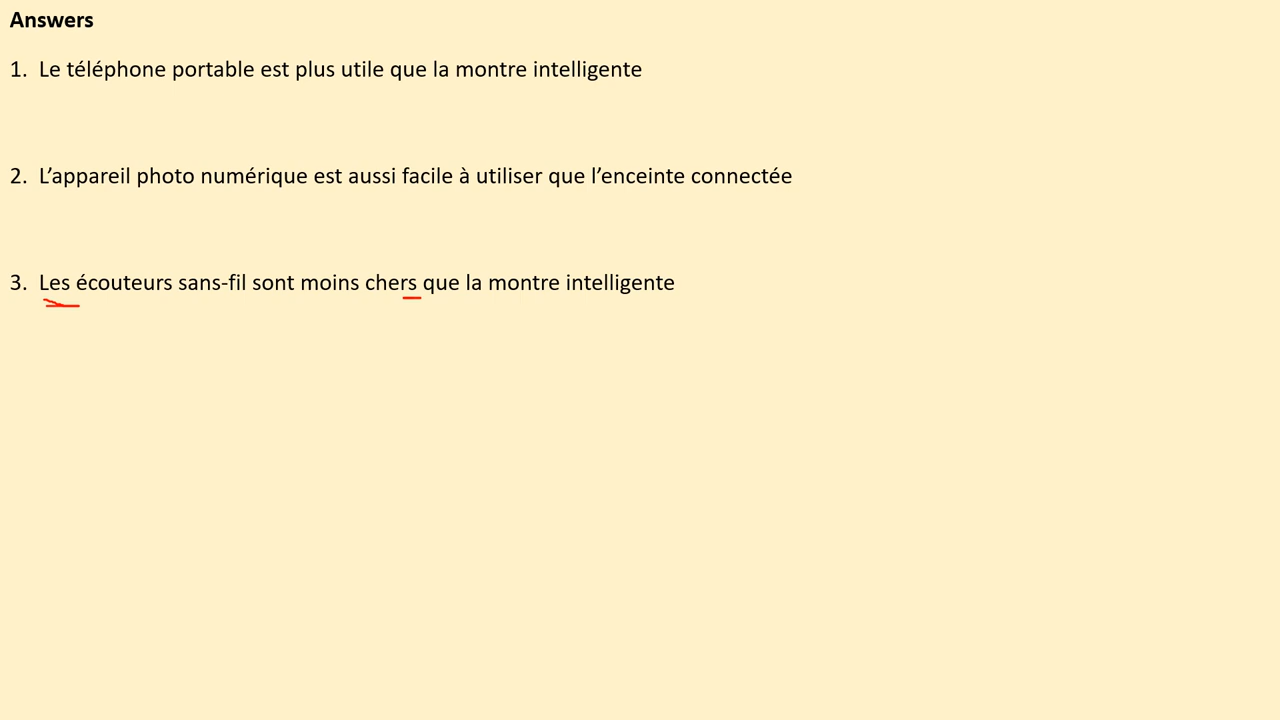 Answers
1. Le téléphone portable est plus utile que la montre intelligente
2. L’appareil photo numérique est aussi facile à utiliser que l’enceinte connectée
3. Les écouteurs sans-fil sont moins chers que la montre intelligente